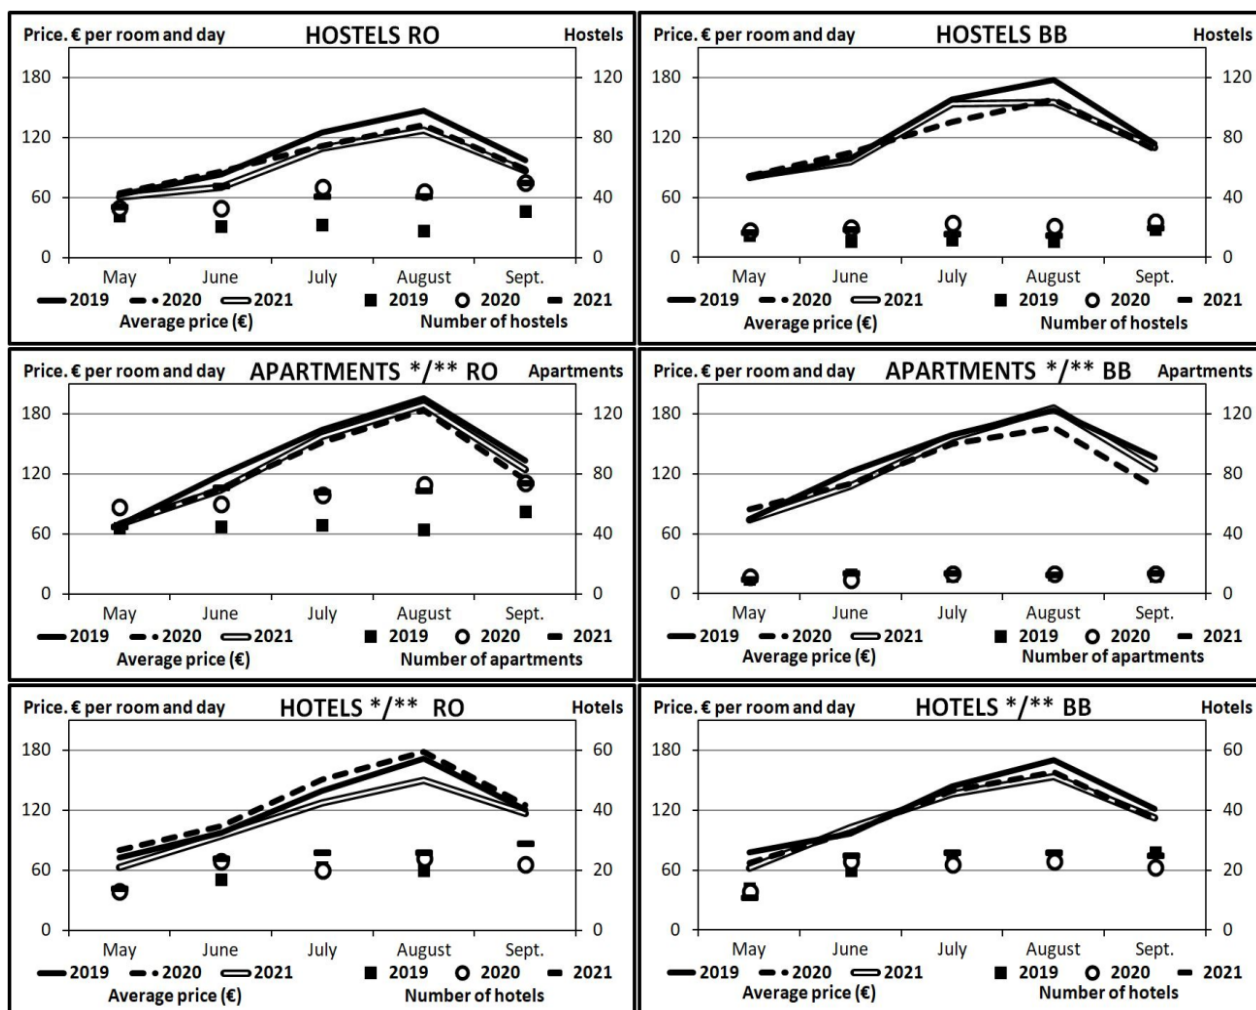 Price. € per room and day HOSTELS RO Hostels
180 120
120 80
60 40
0 0
May June July August Sept.
2019 2020 2021 2019 2020 2021
Average price (€) Number of hostels
Price. € per room and day HOSTELS BB Hostels
180 120
120 80
60 40
0 0
May June July August Sept.
2019 2020 2021 2019 2020 2021
Average price (€) Number of hostels
Price. € per room and day APARTMENTS */** RO Apartments
180 120
120 80
60 40
0 0
May June July August Sept.
2019 2020 2021 2019 2020 2021
Average price (€) Number of apartments
Price. € per room and day APARTMENTS */** BB Apartments
180 120
120 80
60 40
0 0
May June July August Sept.
2019 2020 2021 2019 2020 2021
Average price (€) Number of apartments
Price. € per room and day HOTELS */** RO Hotels
180 60
120 40
60 20
0 0
May June July August Sept.
2019 2020 2021 2019 2020 2021
Average price (€) Number of hotels
Price. € per room and day HOTELS */** BB Hotels
180 60
120 40
60 20
0 0
May June July August Sept.
2019 2020 2021 2019 2020 2021
Average price (€) Number of hotels